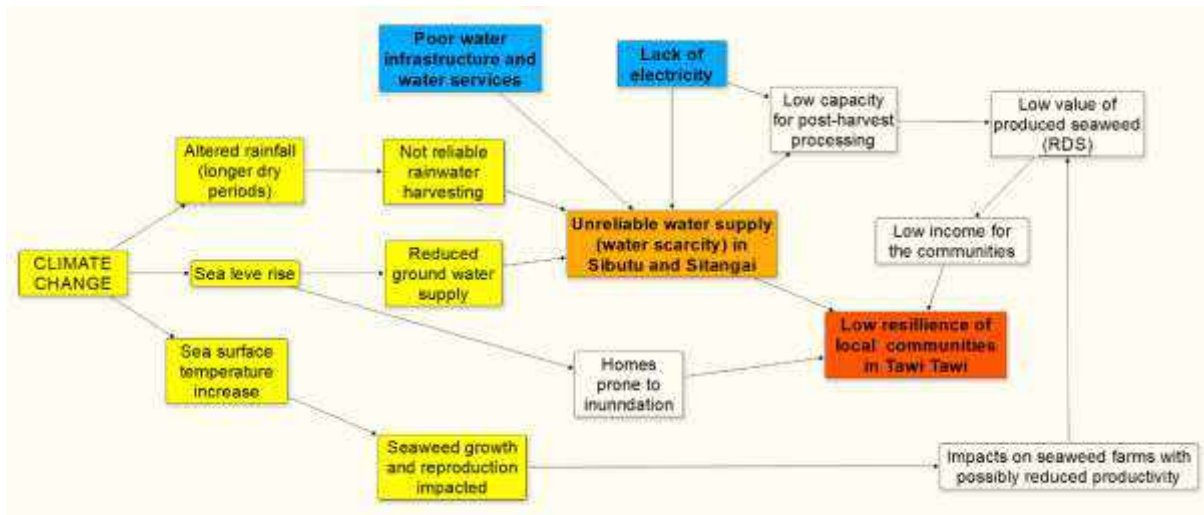 Poor water
infrastructure and
water services
Lack of
electricity
Low capacity
for post-harvest
processing
Low value of
produced seaweed
(RDS)
Altered rainfall
(longer dry
periods)
Not reliable
rainwater
harvesting
Unreliable water supply
(water scarcity) in
Sibutu and Sitangai
Low income for
the communities
CLIMATE
CHANGE
Sea leve rise
Reduced
ground water
supply
Low resillience of
local communities
in Tawi Tawi
Sea surface
temperature
increase
Homes
prone to
inunndation
Seaweed growth
and reproduction
impacted
Impacts on seaweed farms with
possibly reduced productivity